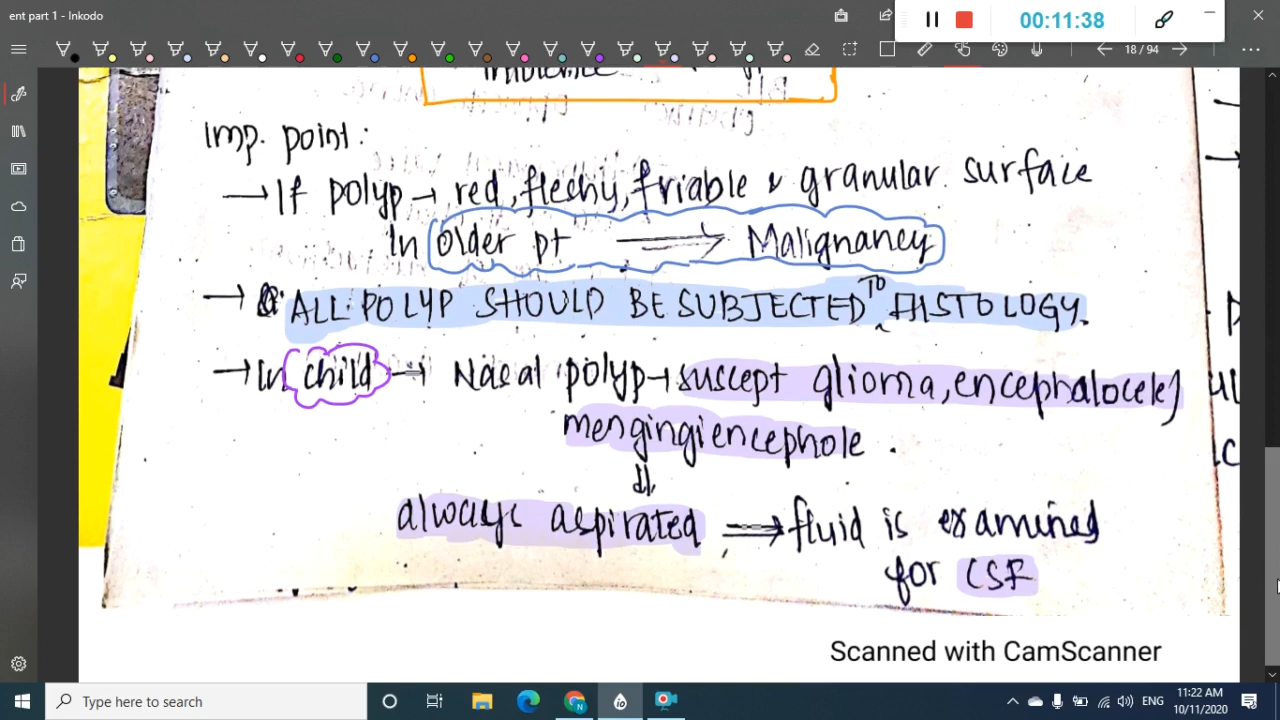 ent part 1 - Inkodo
00:11:38
18 / 94
Imp. point:
→ If polyp → red, fleshy, friable & granular surface
In older pt ⟹ Malignancy
→ ALL POLYP SHOULD BE SUBJECTED TO HISTOLOGY.
→ In child → Nasal polyp → suscept glioma, encephalocele,
mengingiencephole.
always aspirated ⟹ fluid is examined
for CSF
Scanned with CamScanner
Type here to search
ENG
11:22 AM
10/11/2020